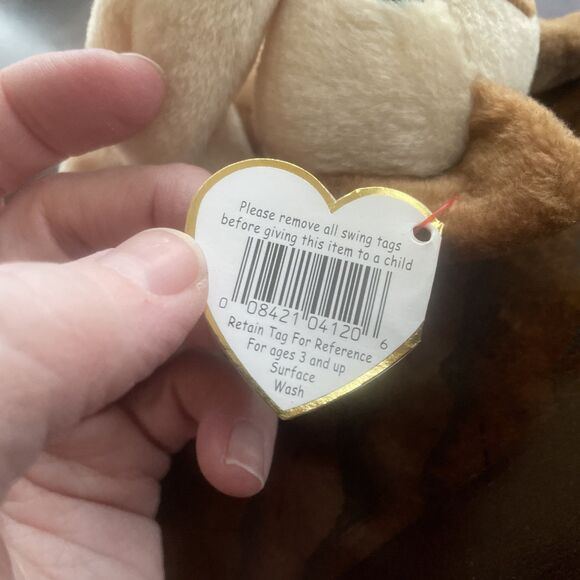 Please remove all swing tags
before giving this item to a child
0 08421 04120 6
Retain Tag For Reference
For ages 3 and up
Surface
Wash